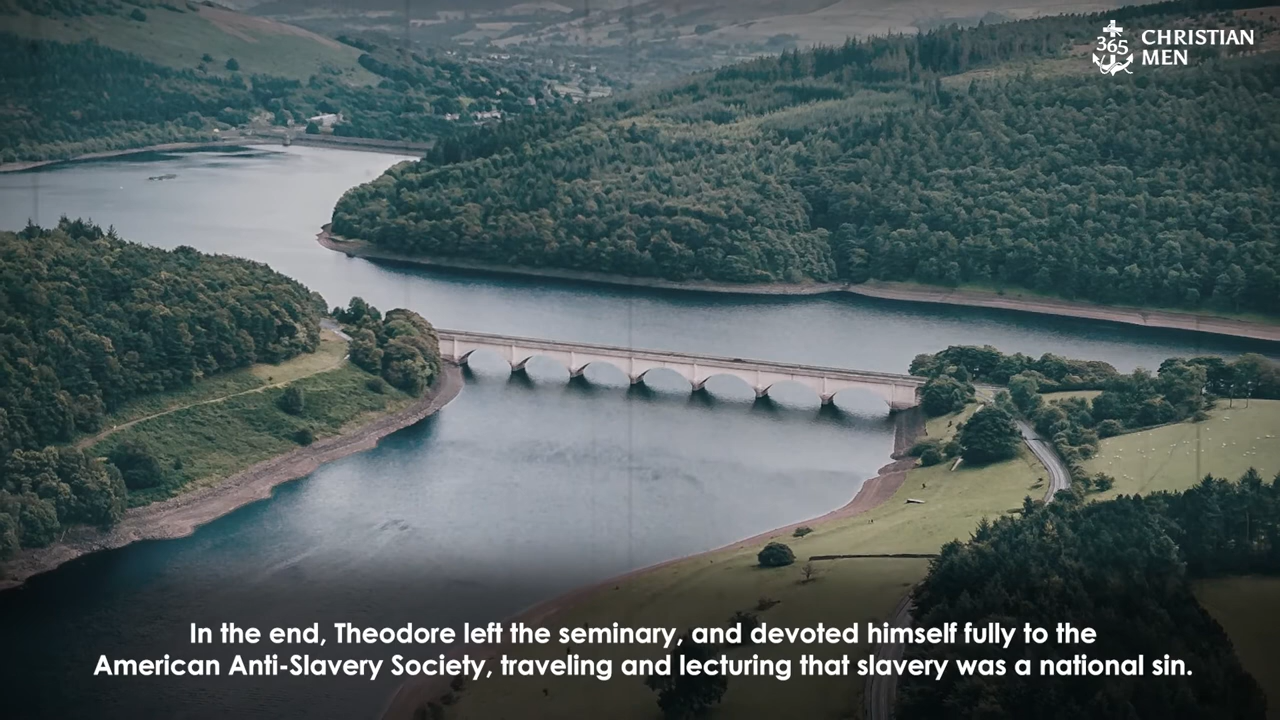 365
CHRISTIAN
MEN
In the end, Theodore left the seminary, and devoted himself fully to the
American Anti-Slavery Society, traveling and lecturing that slavery was a national sin.